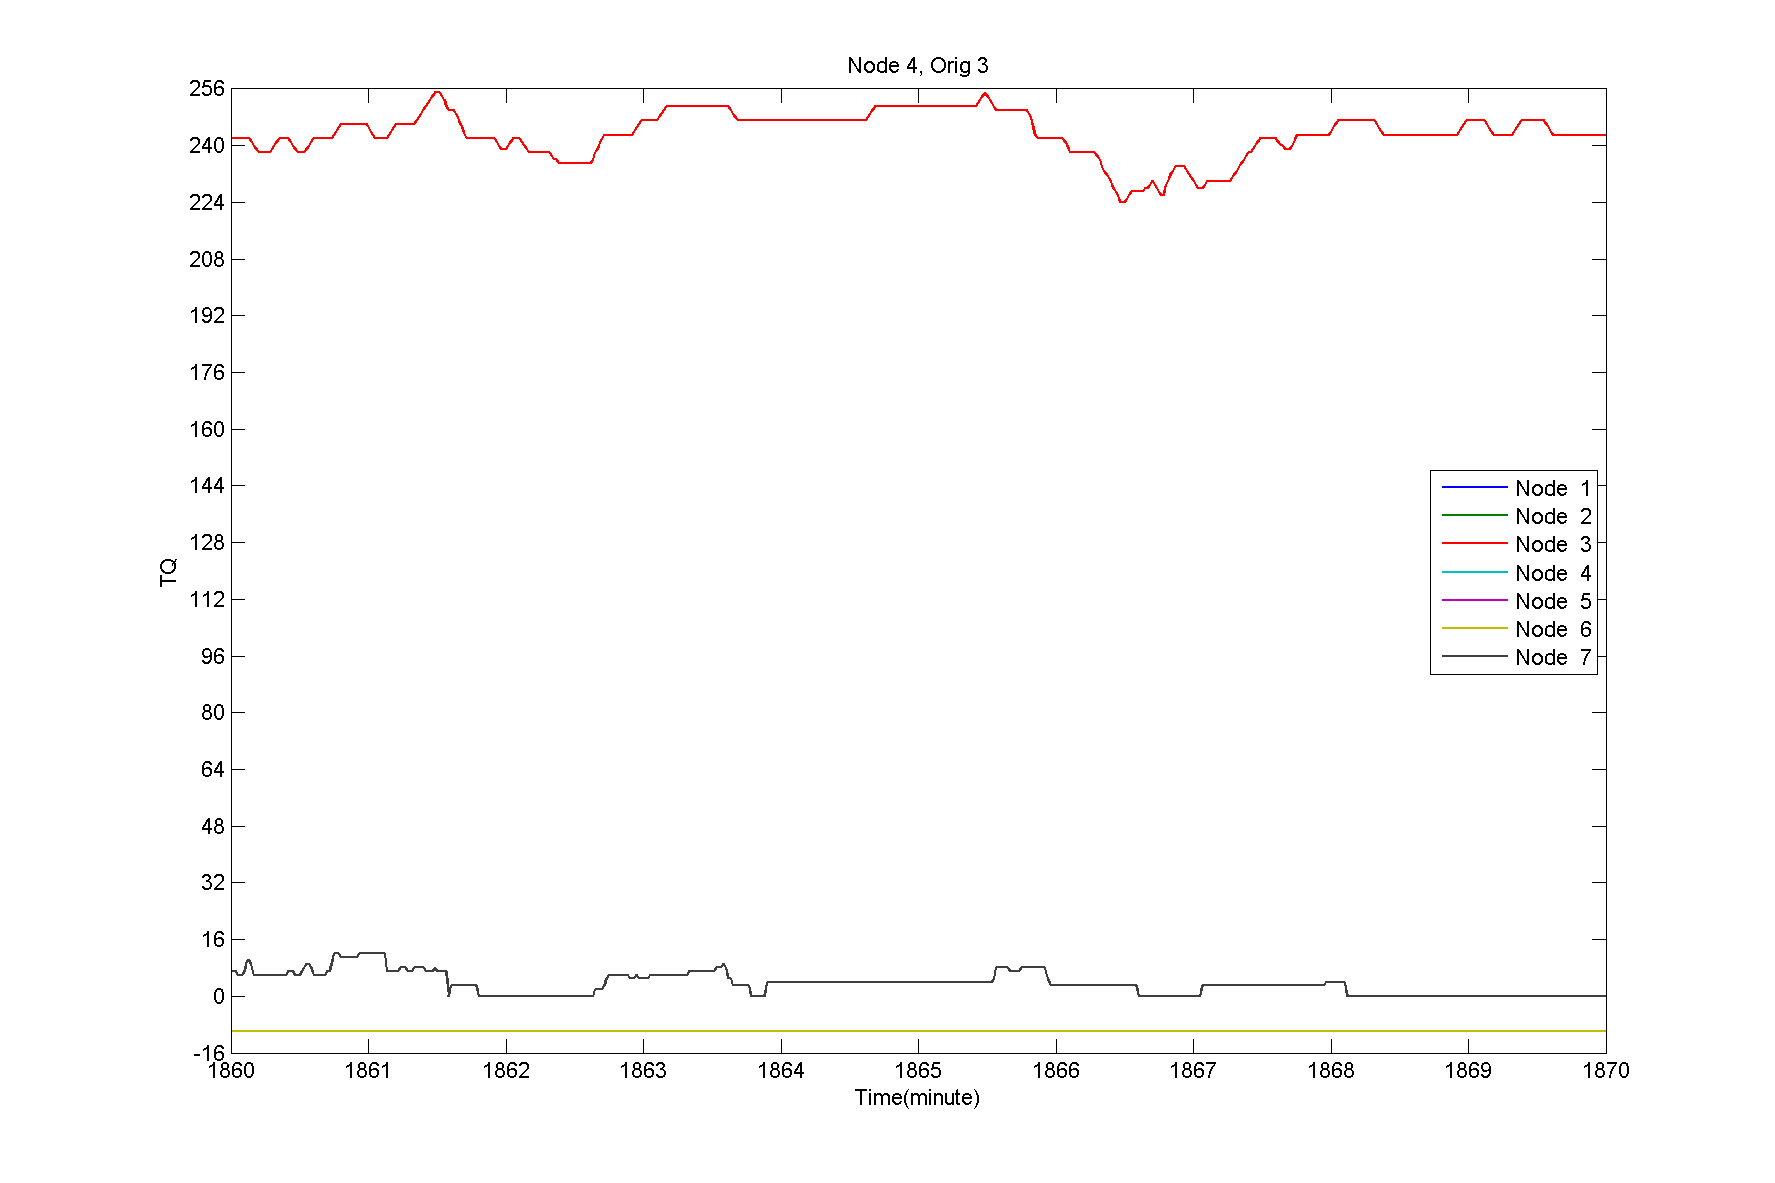 Node 4, Orig 3
256
240
224
208
192
176
160
144
128
112
96
80
64
48
32
16
0
-16
TQ
Node 1
Node 2
Node 3
Node 4
Node 5
Node 6
Node 7
1860 1861 1862 1863 1864 1865 1866 1867 1868 1869 1870
Time(minute)